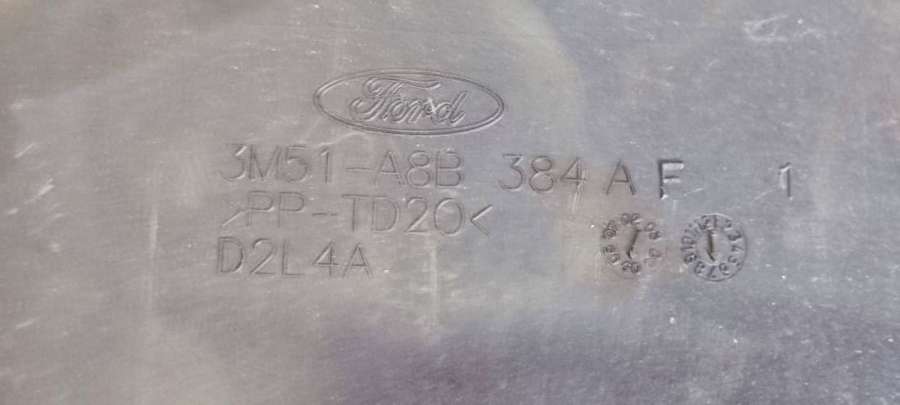 Ford
3M51-A8B 384 A F 1
>PP-TD20<
D2L4A